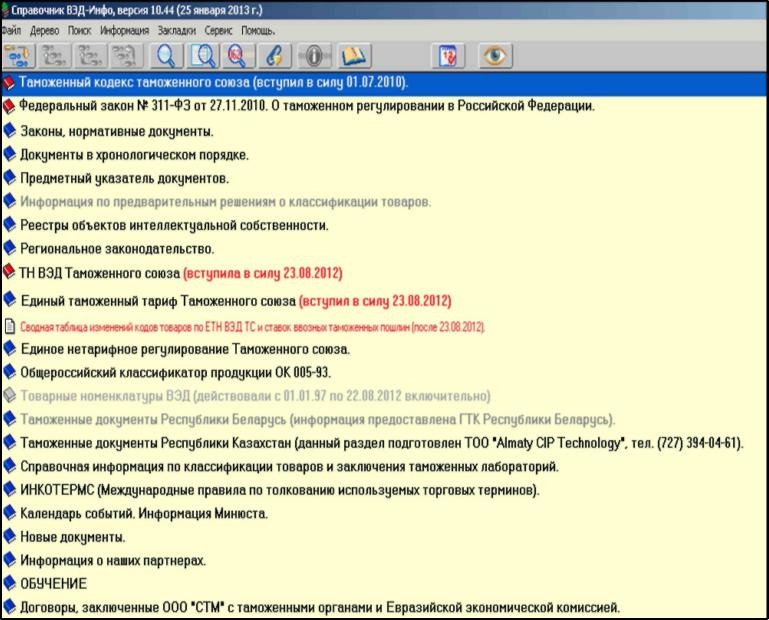 Справочник ВЭД-Инфо, версия 10.44 (25 января 2013 г.)
Файл Дерево Поиск Информация Закладки Сервис Помощь.
Таможенный кодекс таможенного союза (вступил в силу 01.07.2010).
Федеральный закон № 311-ФЗ от 27.11.2010. О таможенном регулировании в Российской Федерации.
Законы, нормативные документы.
Документы в хронологическом порядке.
Предметный указатель документов.
Информация по предварительным решениям о классификации товаров.
Реестры объектов интеллектуальной собственности.
Региональное законодательство.
ТН ВЭД Таможенного союза (вступила в силу 23.08.2012)
Единый таможенный тариф Таможенного союза (вступил в силу 23.08.2012)
Сводная таблица изменений кодов товаров по ЕТН ВЭД ТС и ставок ввозных таможенных пошлин (после 23.08.2012).
Единое нетарифное регулирование Таможенного союза.
Общероссийский классификатор продукции ОК 005-93.
Товарные номенклатуры ВЭД (действовали с 01.01.97 по 22.08.2012 включительно)
Таможенные документы Республики Беларусь (информация предоставлена ГТК Республики Беларусь).
Таможенные документы Республики Казахстан (данный раздел подготовлен ТОО "Almaty CIP Technology", тел. (727) 394-04-61).
Справочная информация по классификации товаров и заключения таможенных лабораторий.
ИНКОТЕРМС (Международные правила по толкованию используемых торговых терминов).
Календарь событий. Информация Минюста.
Новые документы.
Информация о наших партнерах.
ОБУЧЕНИЕ
Договоры, заключенные ООО "СТМ" с таможенными органами и Евразийской экономической комиссией.